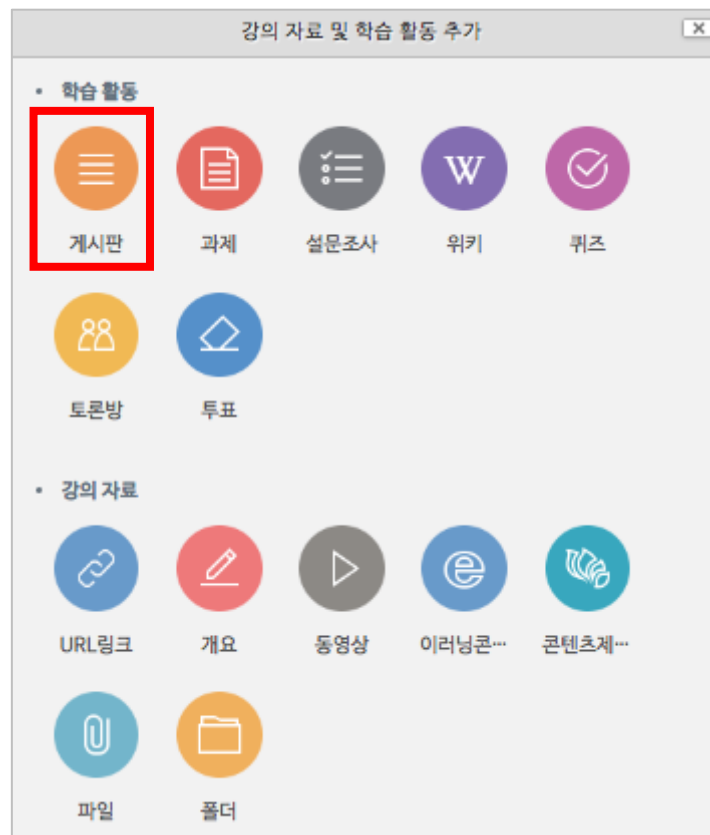 강의 자료 및 학습 활동 추가
• 학습 활동
게시판 과제 설문조사 위키 퀴즈
토론방 투표
• 강의 자료
URL링크 개요 동영상 이러닝콘… 콘텐츠제…
파일 폴더